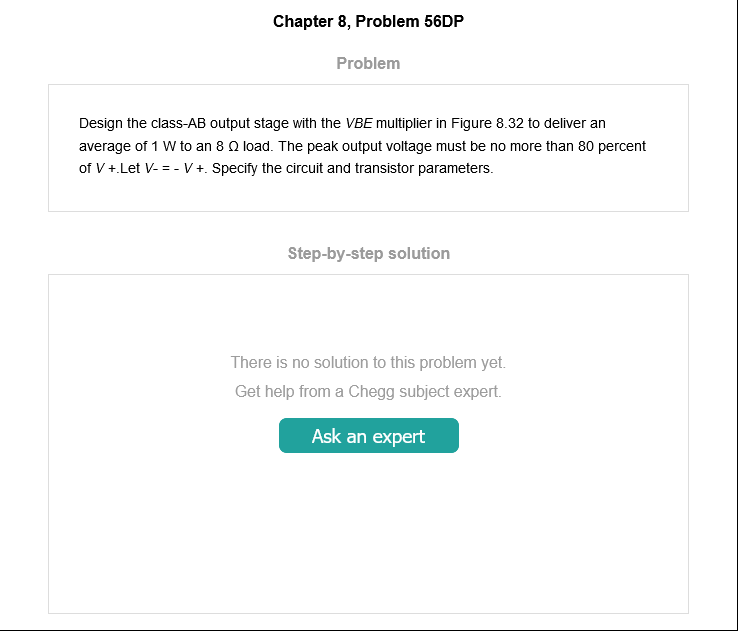 Chapter 8, Problem 56DP
Problem
Design the class-AB output stage with the VBE multiplier in Figure 8.32 to deliver an
average of 1 W to an 8 Ω load. The peak output voltage must be no more than 80 percent
of V +.Let V- = - V +. Specify the circuit and transistor parameters.
Step-by-step solution
There is no solution to this problem yet.
Get help from a Chegg subject expert.
Ask an expert